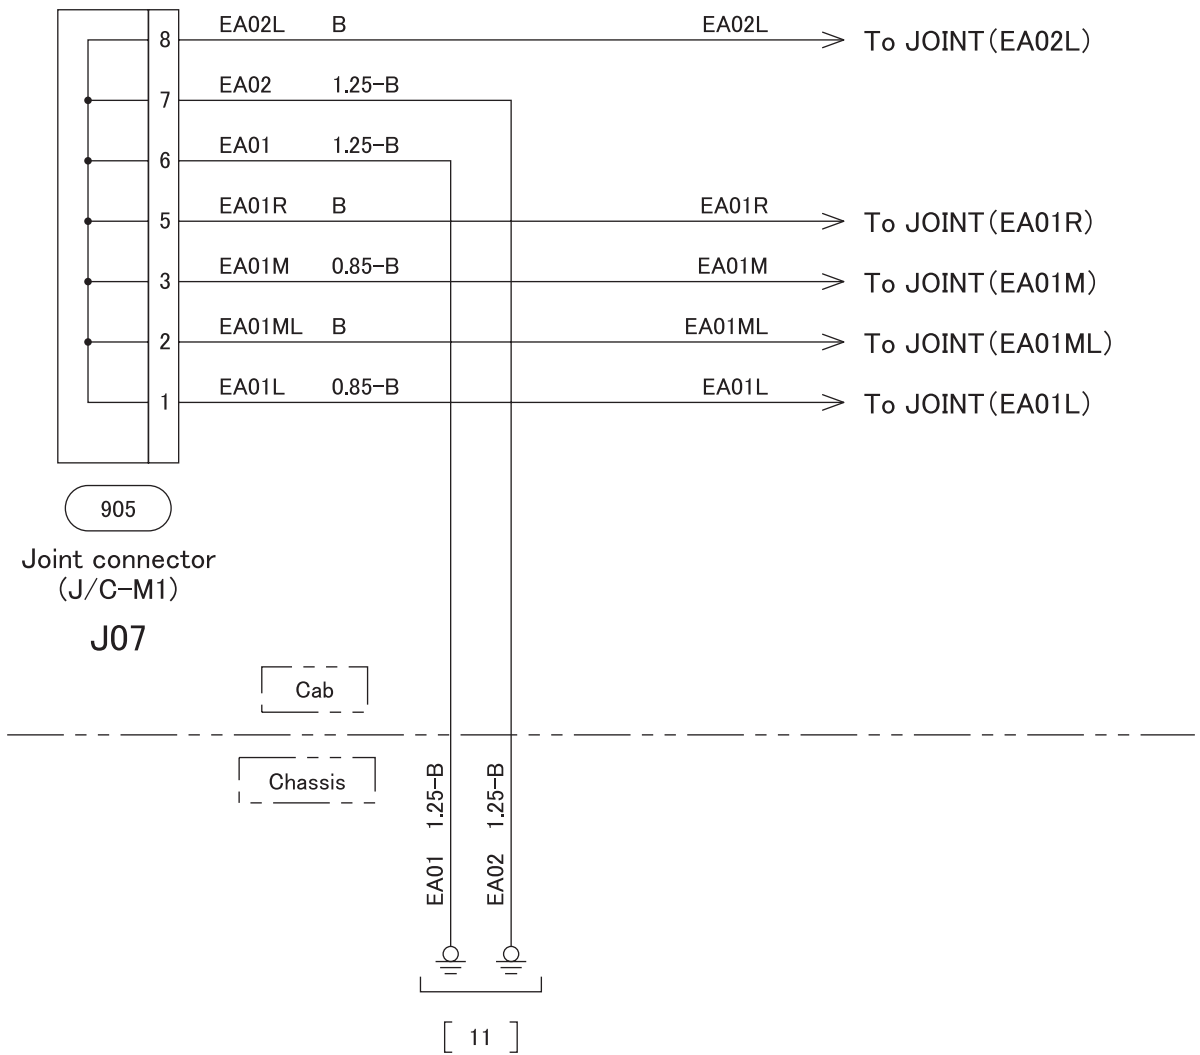 8 EA02L B EA02L To JOINT(EA02L)
7 EA02 1.25-B
6 EA01 1.25-B
5 EA01R B EA01R To JOINT(EA01R)
3 EA01M 0.85-B EA01M To JOINT(EA01M)
2 EA01ML B EA01ML To JOINT(EA01ML)
1 EA01L 0.85-B EA01L To JOINT(EA01L)
905
Joint connector
(J/C-M1)
J07
Cab
Chassis
EA01 1.25-B
EA02 1.25-B
[ 11 ]